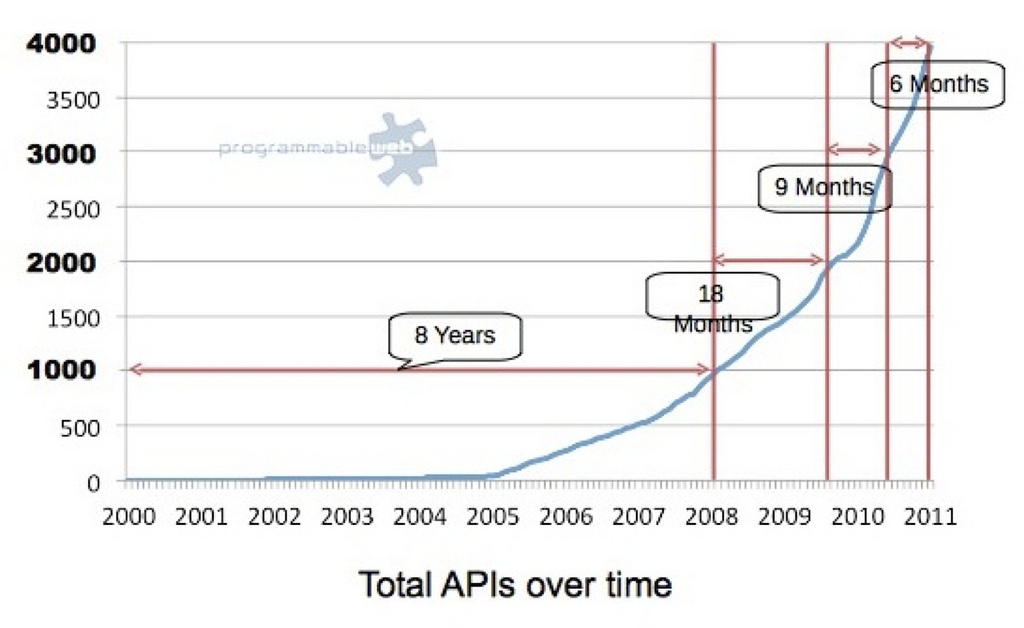 4000
3500
3000
2500
2000
1500
1000
500
0
programmableweb
6 Months
9 Months
18
Months
8 Years
2000 2001 2002 2003 2004 2005 2006 2007 2008 2009 2010 2011
Total APIs over time